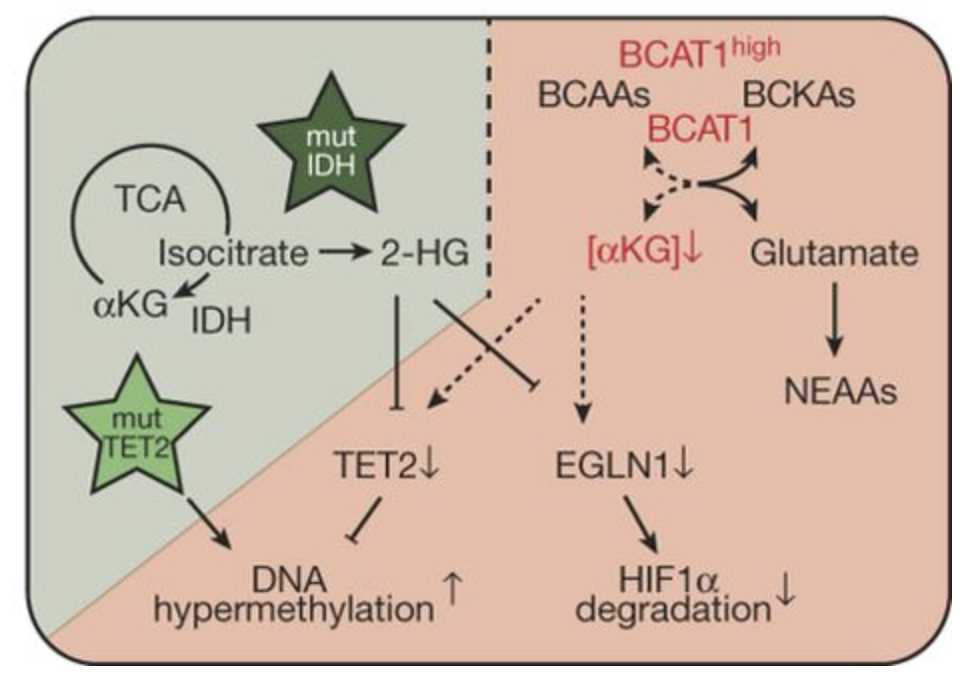 BCAT1high
BCAAs BCKAs
BCAT1
mut
IDH
TCA
Isocitrate → 2-HG
αKG IDH
[αKG]↓ Glutamate
NEAAs
mut
TET2
TET2↓ EGLN1↓
DNA
hypermethylation ↑
HIF1α
degradation ↓